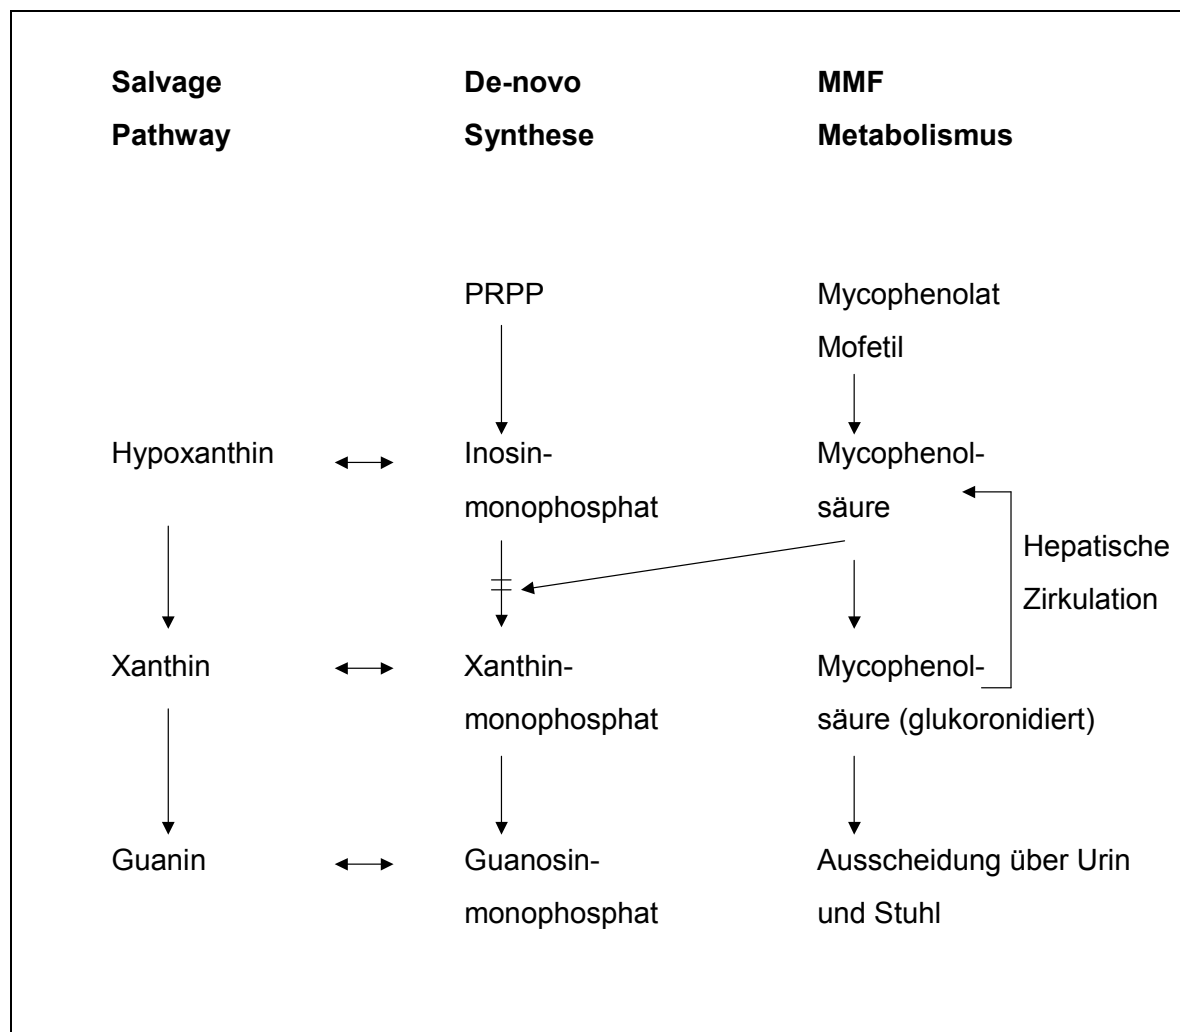 Salvage
Pathway
De-novo
Synthese
MMF
Metabolismus
PRPP
Mycophenolat
Mofetil
Hypoxanthin
Inosin-
monophosphat
Mycophenol-
säure
Hepatische
Zirkulation
Xanthin
Xanthin-
monophosphat
Mycophenol-
säure (glukoronidiert)
Guanin
Guanosin-
monophosphat
Ausscheidung über Urin
und Stuhl